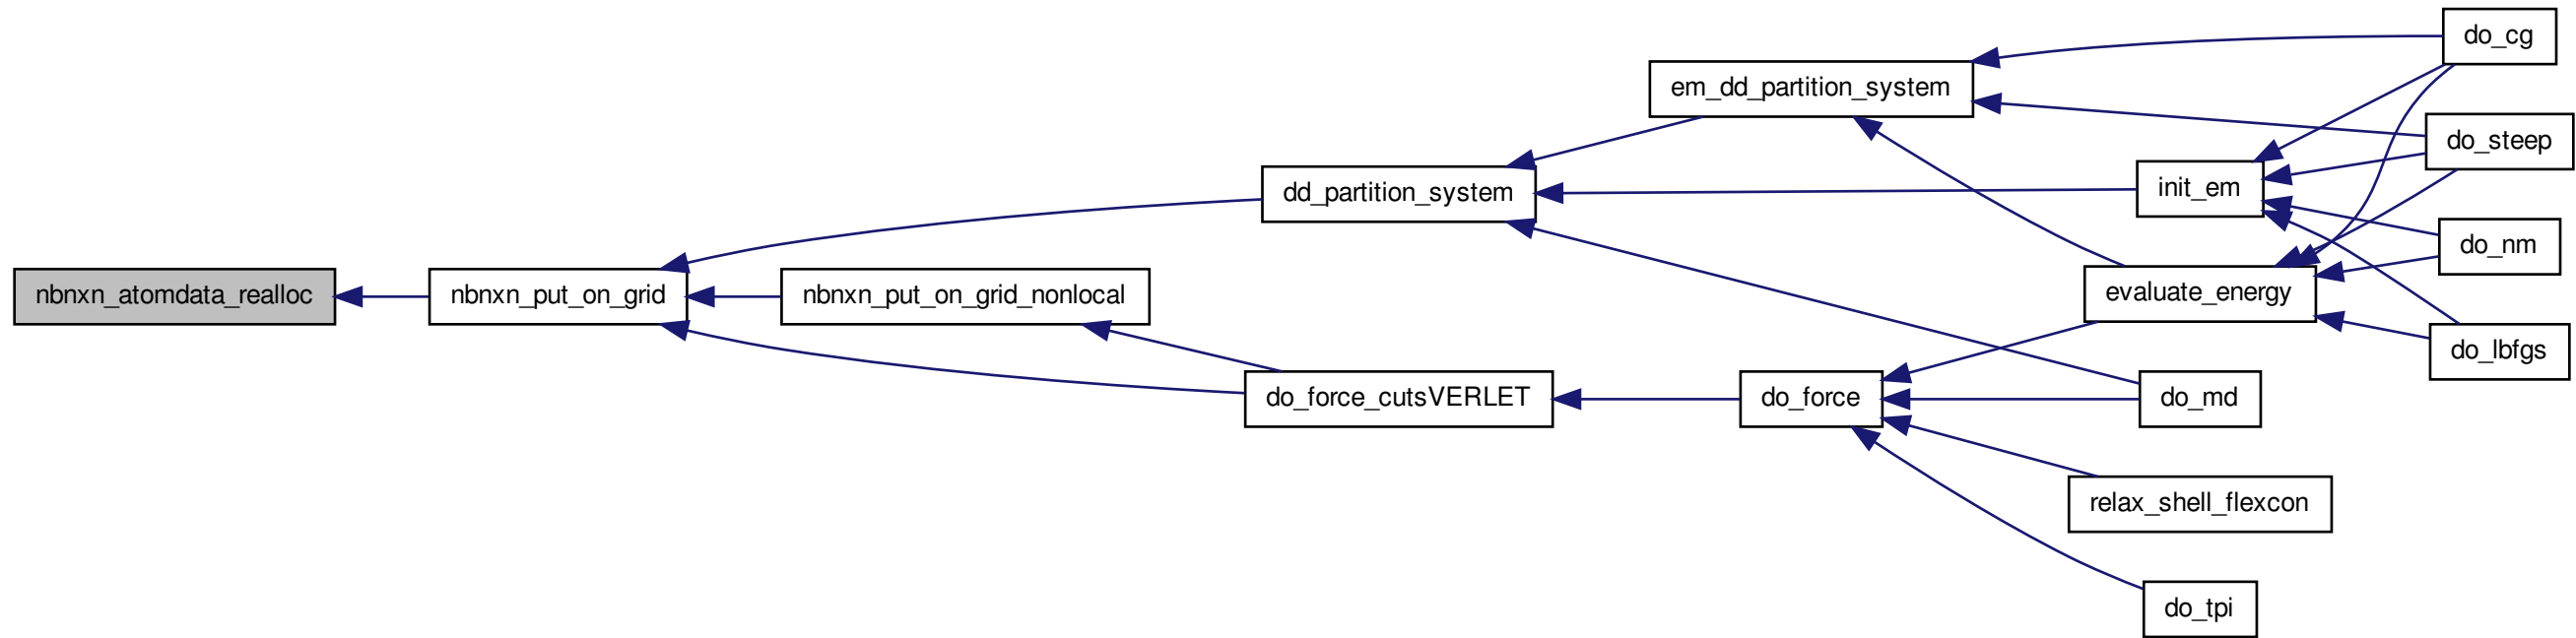 do_cg
em_dd_partition_system
do_steep
dd_partition_system
init_em
do_nm
nbnxn_atomdata_realloc
nbnxn_put_on_grid
nbnxn_put_on_grid_nonlocal
evaluate_energy
do_lbfgs
do_force_cutsVERLET
do_force
do_md
relax_shell_flexcon
do_tpi